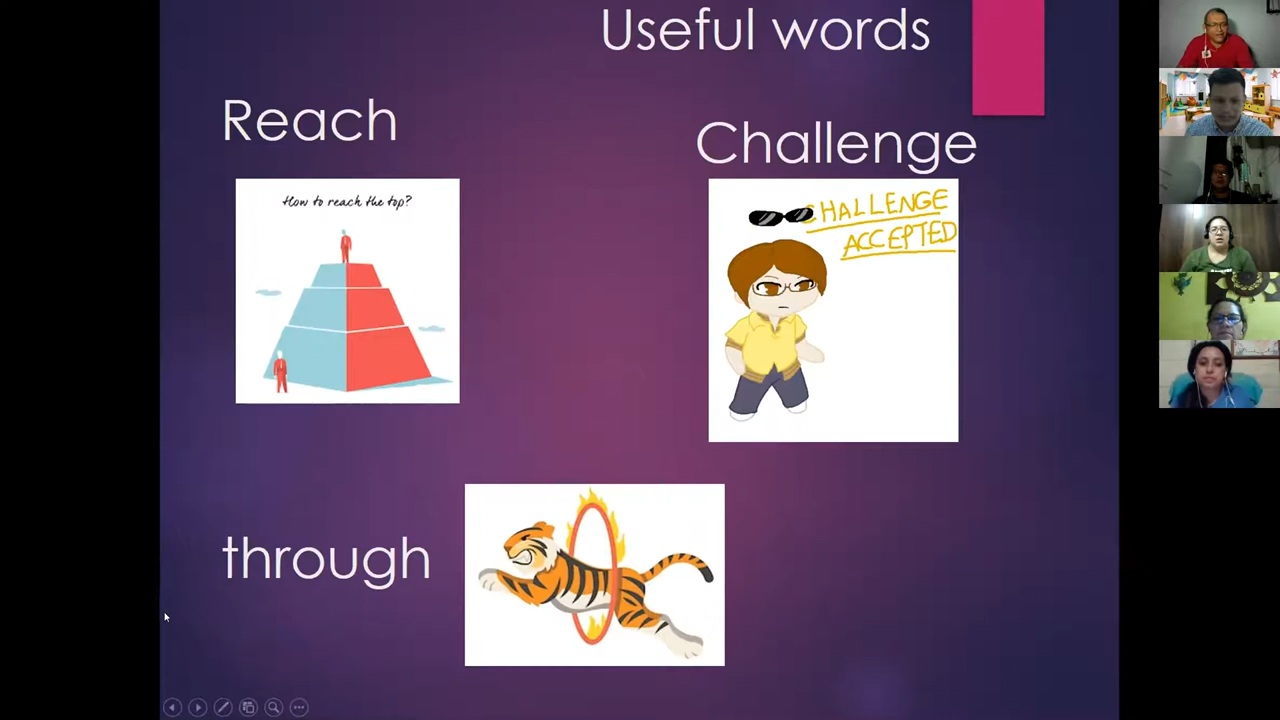 Useful words
Reach
Challenge
How to reach the top?
CHALLENGE
ACCEPTED
through